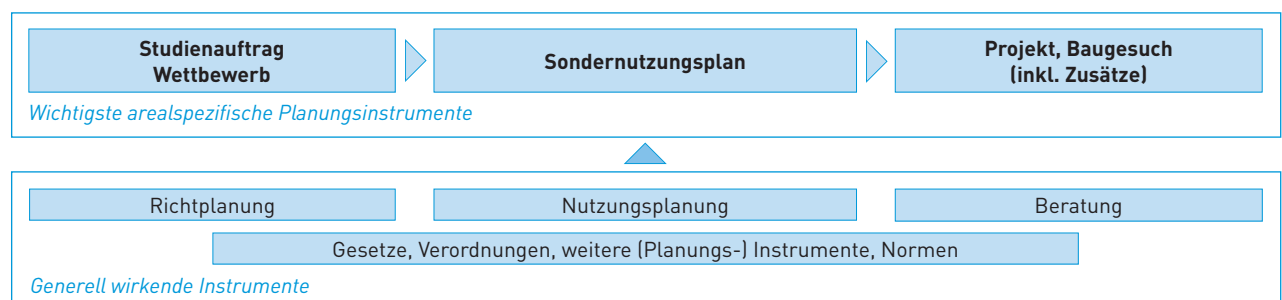 Studienauftrag
Wettbewerb
Sondernutzungsplan
Projekt, Baugesuch
(inkl. Zusätze)
Wichtigste arealspezifische Planungsinstrumente
Richtplanung
Nutzungsplanung
Beratung
Gesetze, Verordnungen, weitere (Planungs-) Instrumente, Normen
Generell wirkende Instrumente